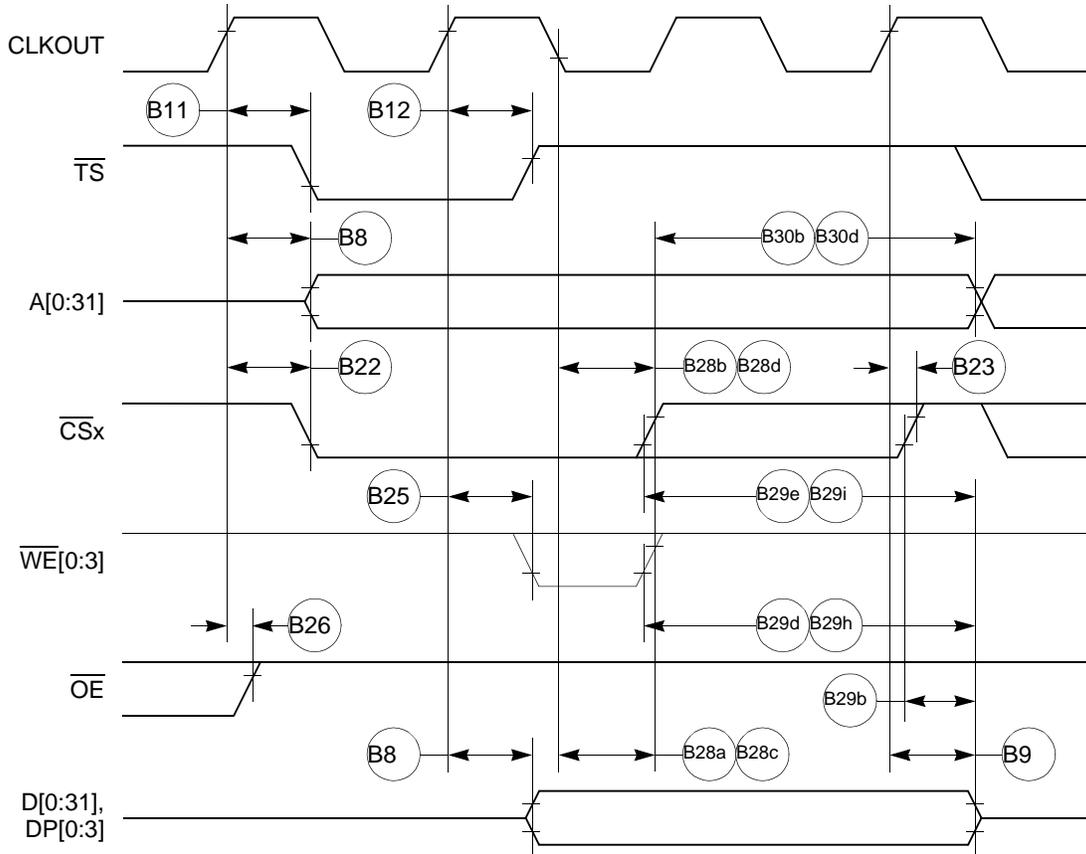 CLKOUT
B11
B12
TS
B8
B30b B30d
A[0:31]
B22
B28b B28d
B23
CSx
B25
B29e B29i
WE[0:3]
B26
B29d B29h
OE
B29b
B8
B28a B28c
B9
D[0:31],
DP[0:3]